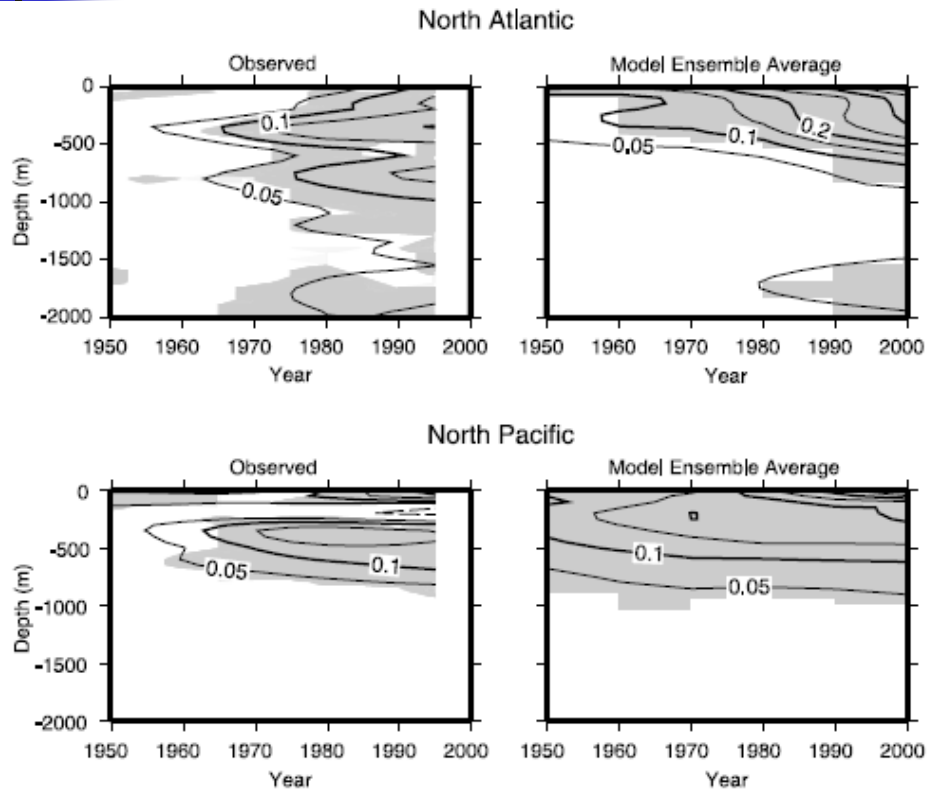 North Atlantic
Observed
Model Ensemble Average
0
-500
-1000
-1500
-2000
Depth (m)
0.1
0.05
0.05
0.1
0.2
1950 1960 1970 1980 1990 2000
1950 1960 1970 1980 1990 2000
Year
Year
North Pacific
Observed
Model Ensemble Average
0
-500
-1000
-1500
-2000
Depth (m)
0.05
0.1
0.1
0.05
1950 1960 1970 1980 1990 2000
1950 1960 1970 1980 1990 2000
Year
Year